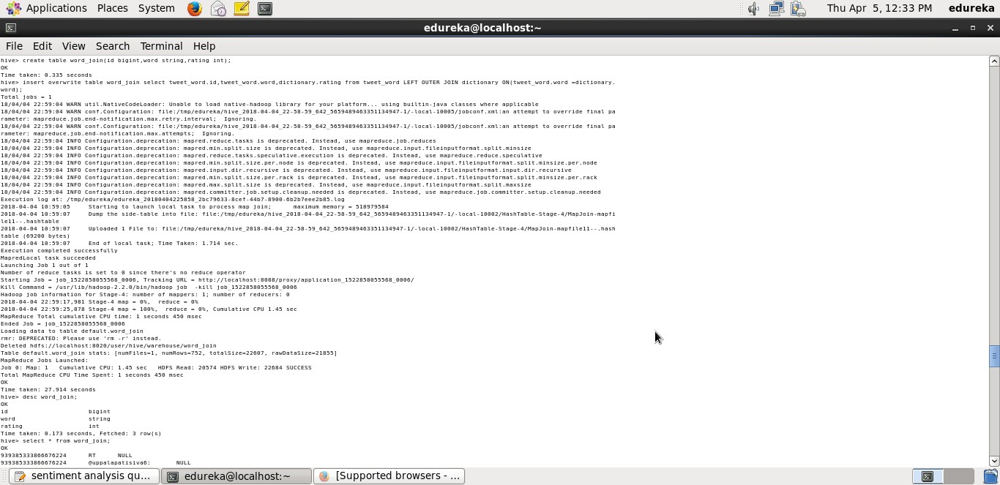 Applications Places System Thu Apr 5, 12:33 PM edureka
edureka@localhost:~
File Edit View Search Terminal Help
hive> create table word_join(id bigint,word string,rating int);
OK
Time taken: 0.335 seconds
hive> insert overwrite table word_join select tweet_word.id,tweet_word.word,dictionary.rating from tweet_word LEFT OUTER JOIN dictionary ON(tweet_word.word =dictionary.
word);
Total jobs = 1
18/04/04 22:59:04 WARN util.NativeCodeLoader: Unable to load native-hadoop library for your platform... using builtin-java classes where applicable
18/04/04 22:59:04 WARN conf.Configuration: file:/tmp/edureka/hive_2018-04-04_22-58-59_642_5659489463351134947-1/-local-10005/jobconf.xml:an attempt to override final pa
rameter: mapreduce.job.end-notification.max.retry.interval;  Ignoring.
18/04/04 22:59:04 WARN conf.Configuration: file:/tmp/edureka/hive_2018-04-04_22-58-59_642_5659489463351134947-1/-local-10005/jobconf.xml:an attempt to override final pa
rameter: mapreduce.job.end-notification.max.attempts;  Ignoring.
18/04/04 22:59:04 INFO Configuration.deprecation: mapred.reduce.tasks is deprecated. Instead, use mapreduce.job.reduces
18/04/04 22:59:04 INFO Configuration.deprecation: mapred.min.split.size is deprecated. Instead, use mapreduce.input.fileinputformat.split.minsize
18/04/04 22:59:04 INFO Configuration.deprecation: mapred.reduce.tasks.speculative.execution is deprecated. Instead, use mapreduce.reduce.speculative
18/04/04 22:59:04 INFO Configuration.deprecation: mapred.min.split.size.per.node is deprecated. Instead, use mapreduce.input.fileinputformat.split.minsize.per.node
18/04/04 22:59:04 INFO Configuration.deprecation: mapred.input.dir.recursive is deprecated. Instead, use mapreduce.input.fileinputformat.input.dir.recursive
18/04/04 22:59:04 INFO Configuration.deprecation: mapred.min.split.size.per.rack is deprecated. Instead, use mapreduce.input.fileinputformat.split.minsize.per.rack
18/04/04 22:59:04 INFO Configuration.deprecation: mapred.max.split.size is deprecated. Instead, use mapreduce.input.fileinputformat.split.maxsize
18/04/04 22:59:04 INFO Configuration.deprecation: mapred.committer.job.setup.cleanup.needed is deprecated. Instead, use mapreduce.job.committer.setup.cleanup.needed
Execution log at: /tmp/edureka/edureka_20180404225858_2bc79633-8cef-44b7-8900-6b2b7eee2b85.log
2018-04-04 10:59:05 Starting to launch local task to process map join; maximum memory = 518979584
2018-04-04 10:59:07 Dump the side-table into file: file:/tmp/edureka/hive_2018-04-04_22-58-59_642_5659489463351134947-1/-local-10002/HashTable-Stage-4/MapJoin-mapfi
le11--.hashtable
2018-04-04 10:59:07 Uploaded 1 File to: file:/tmp/edureka/hive_2018-04-04_22-58-59_642_5659489463351134947-1/-local-10002/HashTable-Stage-4/MapJoin-mapfile11--.hash
table (69200 bytes)
2018-04-04 10:59:07 End of local task; Time Taken: 1.714 sec.
Execution completed successfully
MapredLocal task succeeded
Launching Job 1 out of 1
Number of reduce tasks is set to 0 since there's no reduce operator
Starting Job = job_1522858055568_0006, Tracking URL = http://localhost:8088/proxy/application_1522858055568_0006/
Kill Command = /usr/lib/hadoop-2.2.0/bin/hadoop job  -kill job_1522858055568_0006
Hadoop job information for Stage-4: number of mappers: 1; number of reducers: 0
2018-04-04 22:59:17,981 Stage-4 map = 0%,  reduce = 0%
2018-04-04 22:59:25,878 Stage-4 map = 100%,  reduce = 0%, Cumulative CPU 1.45 sec
MapReduce Total cumulative CPU time: 1 seconds 450 msec
Ended Job = job_1522858055568_0006
Loading data to table default.word_join
rmr: DEPRECATED: Please use 'rm -r' instead.
Deleted hdfs://localhost:8020/user/hive/warehouse/word_join
Table default.word_join stats: [numFiles=1, numRows=752, totalSize=22607, rawDataSize=21855]
MapReduce Jobs Launched:
Job 0: Map: 1   Cumulative CPU: 1.45 sec   HDFS Read: 20574 HDFS Write: 22684 SUCCESS
Total MapReduce CPU Time Spent: 1 seconds 450 msec
OK
Time taken: 27.914 seconds
hive> desc word_join;
OK
id bigint
word string
rating int
Time taken: 0.173 seconds, Fetched: 3 row(s)
hive> select * from word_join;
OK
939385333866676224 RT NULL
939385333866676224 @uppalapatisiva6: NULL
sentiment analysis qu... edureka@localhost:~ [Supported browsers - ...